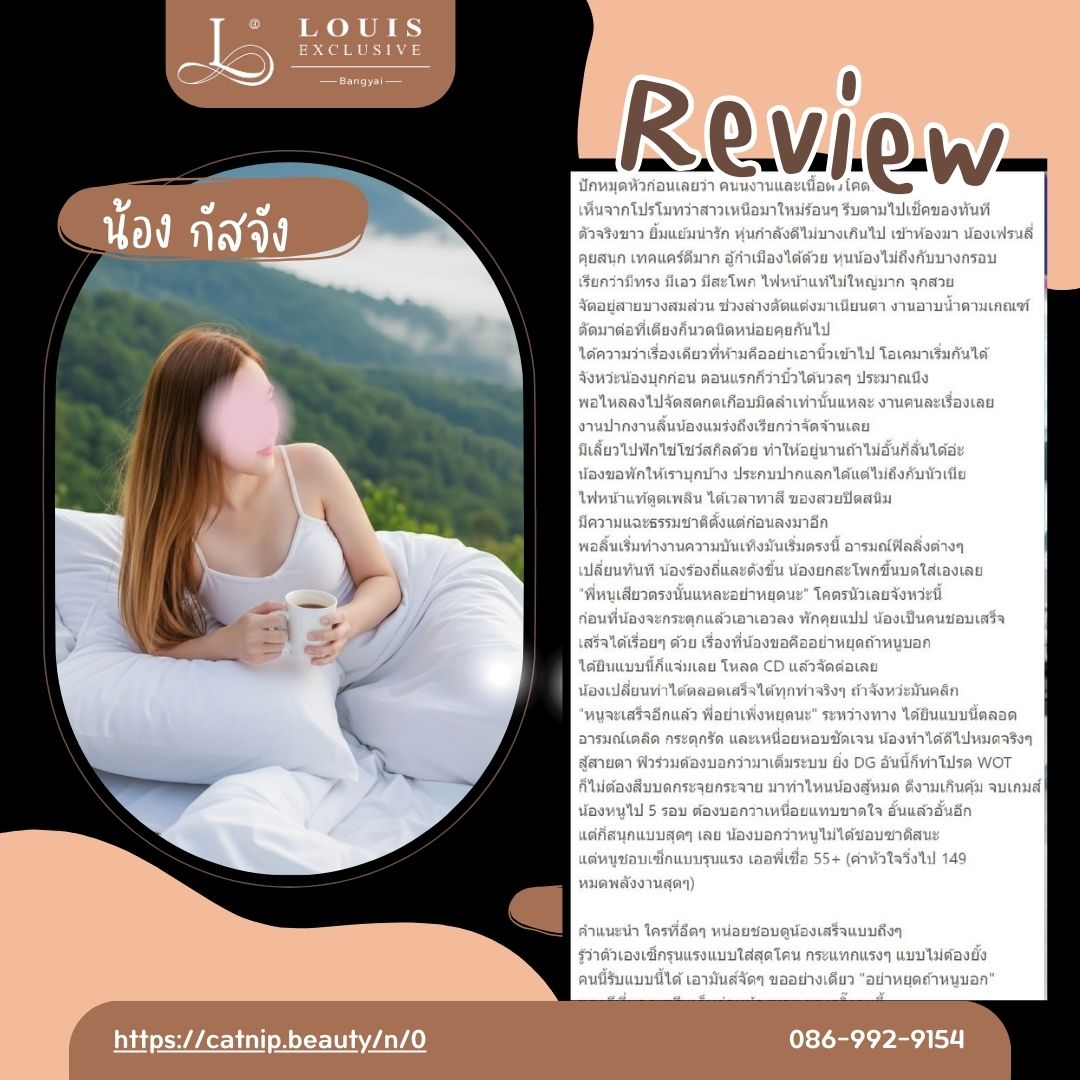 LOUIS
EXCLUSIVE
Bangyai
Review
น้อง กัสจัง
ปักหมุดหัวก่อนเลยว่า
เห็นจากโปรโมทว่าสาวเหนือมาใหม่ร้อนๆ รีบตามไปเช็คของทันที
ตัวจริงขาว ยิ้มแย้มน่ารัก หุ่นกำลังดีไม่บางเกินไป เข้าห้องมา น้องเฟรนลี่
คุยสนุก เทคแคร์ดีมาก อู้กำเมืองได้ด้วย หุ่นน้องไม่ถึงกับบางกรอบ
เรียกว่ามีทรง มีเอว มีสะโพก ไฟหน้าแท้ไม่ใหญ่มาก จุกสวย
จัดอยู่สายบางสมส่วน ช่วงล่างตัดแต่งมาเนียนตา งานอาบน้ำตามเกณฑ์
ตัดมาต่อที่เตียงก็นวดนิดหน่อยคุยกันไป
ได้ความว่าเรื่องเดียวที่ห้ามคืออย่าเอานิ้วเข้าไป โอเคมาเริ่มกันได้
จังหวะน้องบุกก่อน ตอนแรกก็ว่าบิ้วได้นวลๆ ประมาณนึง
พอไหลลงไปจัดสดกดเกือบมิดลำเท่านั้นแหละ งานคนละเรื่องเลย
งานปากงานลิ้นน้องแมร่งถึงเรียกว่าจัดจ้านเลย
มีเลี้ยวไปฟักไข่โชว์สกิลด้วย ทำให้อยู่นานถ้าไม่อั้นก็ลั่นได้อ่ะ
น้องขอพักให้เราบุกบ้าง ประกบปากแลกได้แต่ไม่ถึงกับนัวเนีย
ไฟหน้าแท้ดูดเพลิน ได้เวลาทาสี ของสวยปิดสนิม
มีความแฉะธรรมชาติตั้งแต่ก่อนลงมาอีก
พอลิ้นเริ่มทำงานความบันเทิงมันเริ่มตรงนี้ อารมณ์ฟิลลิ่งต่างๆ
เปลี่ยนทันที น้องร้องถี่และดังขึ้น น้องยกสะโพกขึ้นบดใส่เองเลย
"พี่หนูเสียวตรงนั้นแหละอย่าหยุดนะ" โคตรนัวเลยจังหวะนี้
ก่อนที่น้องจะกระตุกแล้วเอาเอวลง พักคุยแปป น้องเป็นคนชอบเสร็จ
เสร็จได้เรื่อยๆ ด้วย เรื่องที่น้องขอคืออย่าหยุดถ้าหนูบอก
ได้ยินแบบนี้ก็แจ่มเลย โหลด CD แล้วจัดต่อเลย
น้องเปลี่ยนท่าได้ตลอดเสร็จได้ทุกท่าจริงๆ ถ้าจังหวะมันคลิก
"หนูจะเสร็จอีกแล้ว พี่อย่าเพิ่งหยุดนะ" ระหว่างทาง ได้ยินแบบนี้ตลอด
อารมณ์เตลิด กระตุกรัด และเหนื่อยหอบชัดเจน น้องทำได้ดีไปหมดจริงๆ
สู้สายตา ฟิวร่วมต้องบอกว่ามาเต็มระบบ ยิ่ง DG อันนี้ก็ท่าโปรด WOT
ก็ไม่ต้องสืบบดกระจุยกระจาย มาท่าไหนน้องสู้หมด ดีงามเกินคุ้ม จบเกมส์
น้องหนูไป 5 รอบ ต้องบอกว่าเหนื่อยแทบขาดใจ อั้นแล้วอั้นอีก
แต่ก็สนุกแบบสุดๆ เลย น้องบอกว่าหนูไม่ได้ชอบซาดิสนะ
แต่หนูชอบเซ็กแบบรุนแรง เออพี่เชื่อ 55+ (ค่าหัวใจวิ่งไป 149
หมดพลังงานสุดๆ)
คำแนะนำ ใครที่อึดๆ หน่อยชอบดูน้องเสร็จแบบถึงๆ
รู้ว่าตัวเองเซ็กรุนแรงแบบใส่สุดโคน กระแทกแรงๆ แบบไม่ต้องยั้ง
คนนี้รับแบบนี้ได้ เอามันส์จัดๆ ขออย่างเดียว "อย่าหยุดถ้าหนูบอก"
https://catnip.beauty/n/0
086-992-9154